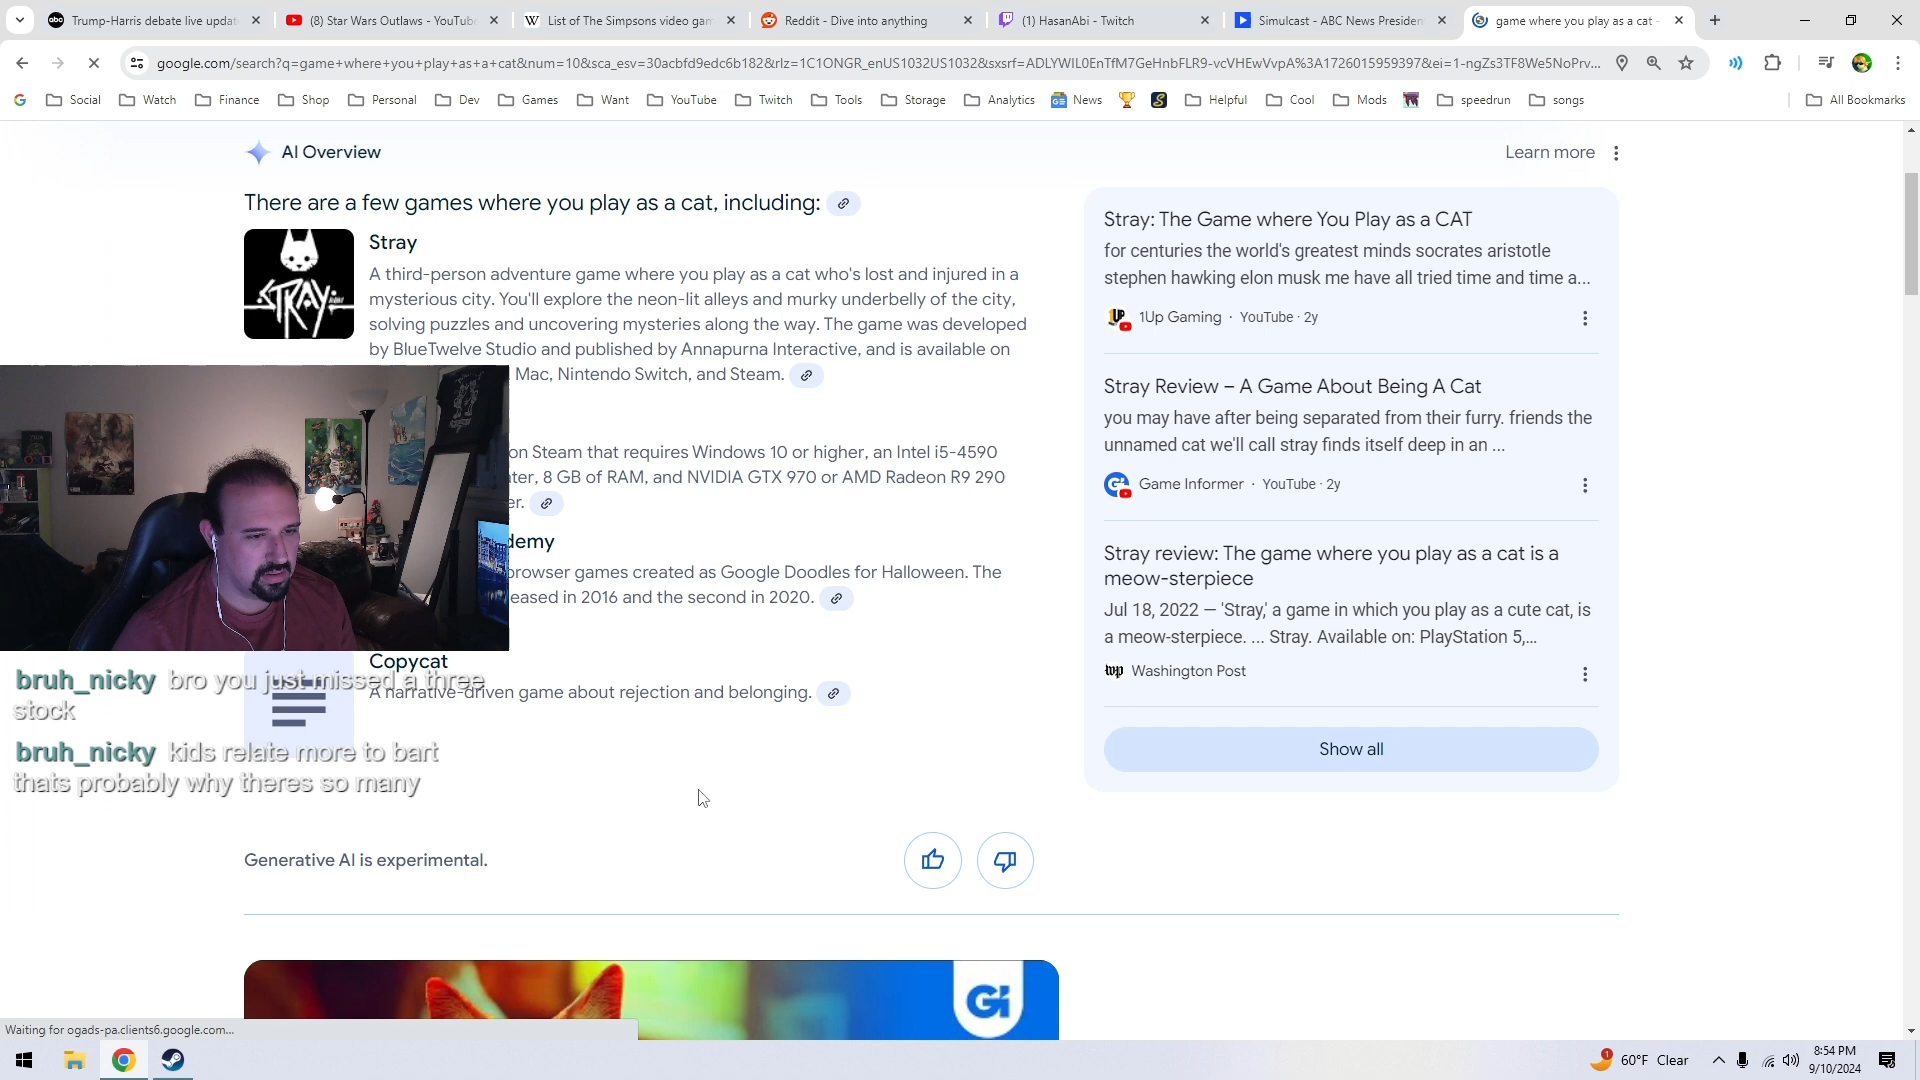 abc Trump-Harris debate live updat
(8) Star Wars Outlaws - YouTube
W List of The Simpsons video gam
Reddit - Dive into anything
(1) HasanAbi - Twitch
Simulcast - ABC News Presiden
game where you play as a cat -
google.com/search?q=game+where+you+play+as+a+cat&num=10&sca_esv=30acbfd9edc6b182&rlz=1C1ONGR_enUS1032US1032&sxsrf=ADLYWIL0EnTfM7GeHnbFLR9-vcVHEwVvpA%3A1726015959397&ei=1-ngZs3TF8We5NoPrv...
Social
Watch
Finance
Shop
Personal
Dev
Games
Want
YouTube
Twitch
Tools
Storage
Analytics
News
Helpful
Cool
Mods
speedrun
songs
All Bookmarks
AI Overview
Learn more
There are a few games where you play as a cat, including:
STRAY
Stray
A third-person adventure game where you play as a cat who's lost and injured in a
mysterious city. You'll explore the neon-lit alleys and murky underbelly of the city,
solving puzzles and uncovering mysteries along the way. The game was developed
by BlueTwelve Studio and published by Annapurna Interactive, and is available on
Mac, Nintendo Switch, and Steam.
on Steam that requires Windows 10 or higher, an Intel i5-4590
ter, 8 GB of RAM, and NVIDIA GTX 970 or AMD Radeon R9 290
er.
demy
browser games created as Google Doodles for Halloween. The
eased in 2016 and the second in 2020.
Copycat
A narrative-driven game about rejection and belonging.
bruh_nicky bro you just missed a three
stock
bruh_nicky kids relate more to bart
thats probably why theres so many
Generative AI is experimental.
Stray: The Game where You Play as a CAT
for centuries the world's greatest minds socrates aristotle
stephen hawking elon musk me have all tried time and time a...
1UP
1Up Gaming · YouTube · 2y
Stray Review – A Game About Being A Cat
you may have after being separated from their furry. friends the
unnamed cat we'll call stray finds itself deep in an ...
Game Informer · YouTube · 2y
Stray review: The game where you play as a cat is a
meow-sterpiece
Jul 18, 2022 — 'Stray,' a game in which you play as a cute cat, is
a meow-sterpiece. ... Stray. Available on: PlayStation 5,...
wp Washington Post
Show all
Gi
Waiting for ogads-pa.clients6.google.com...
1
60°F Clear
8:54 PM
9/10/2024